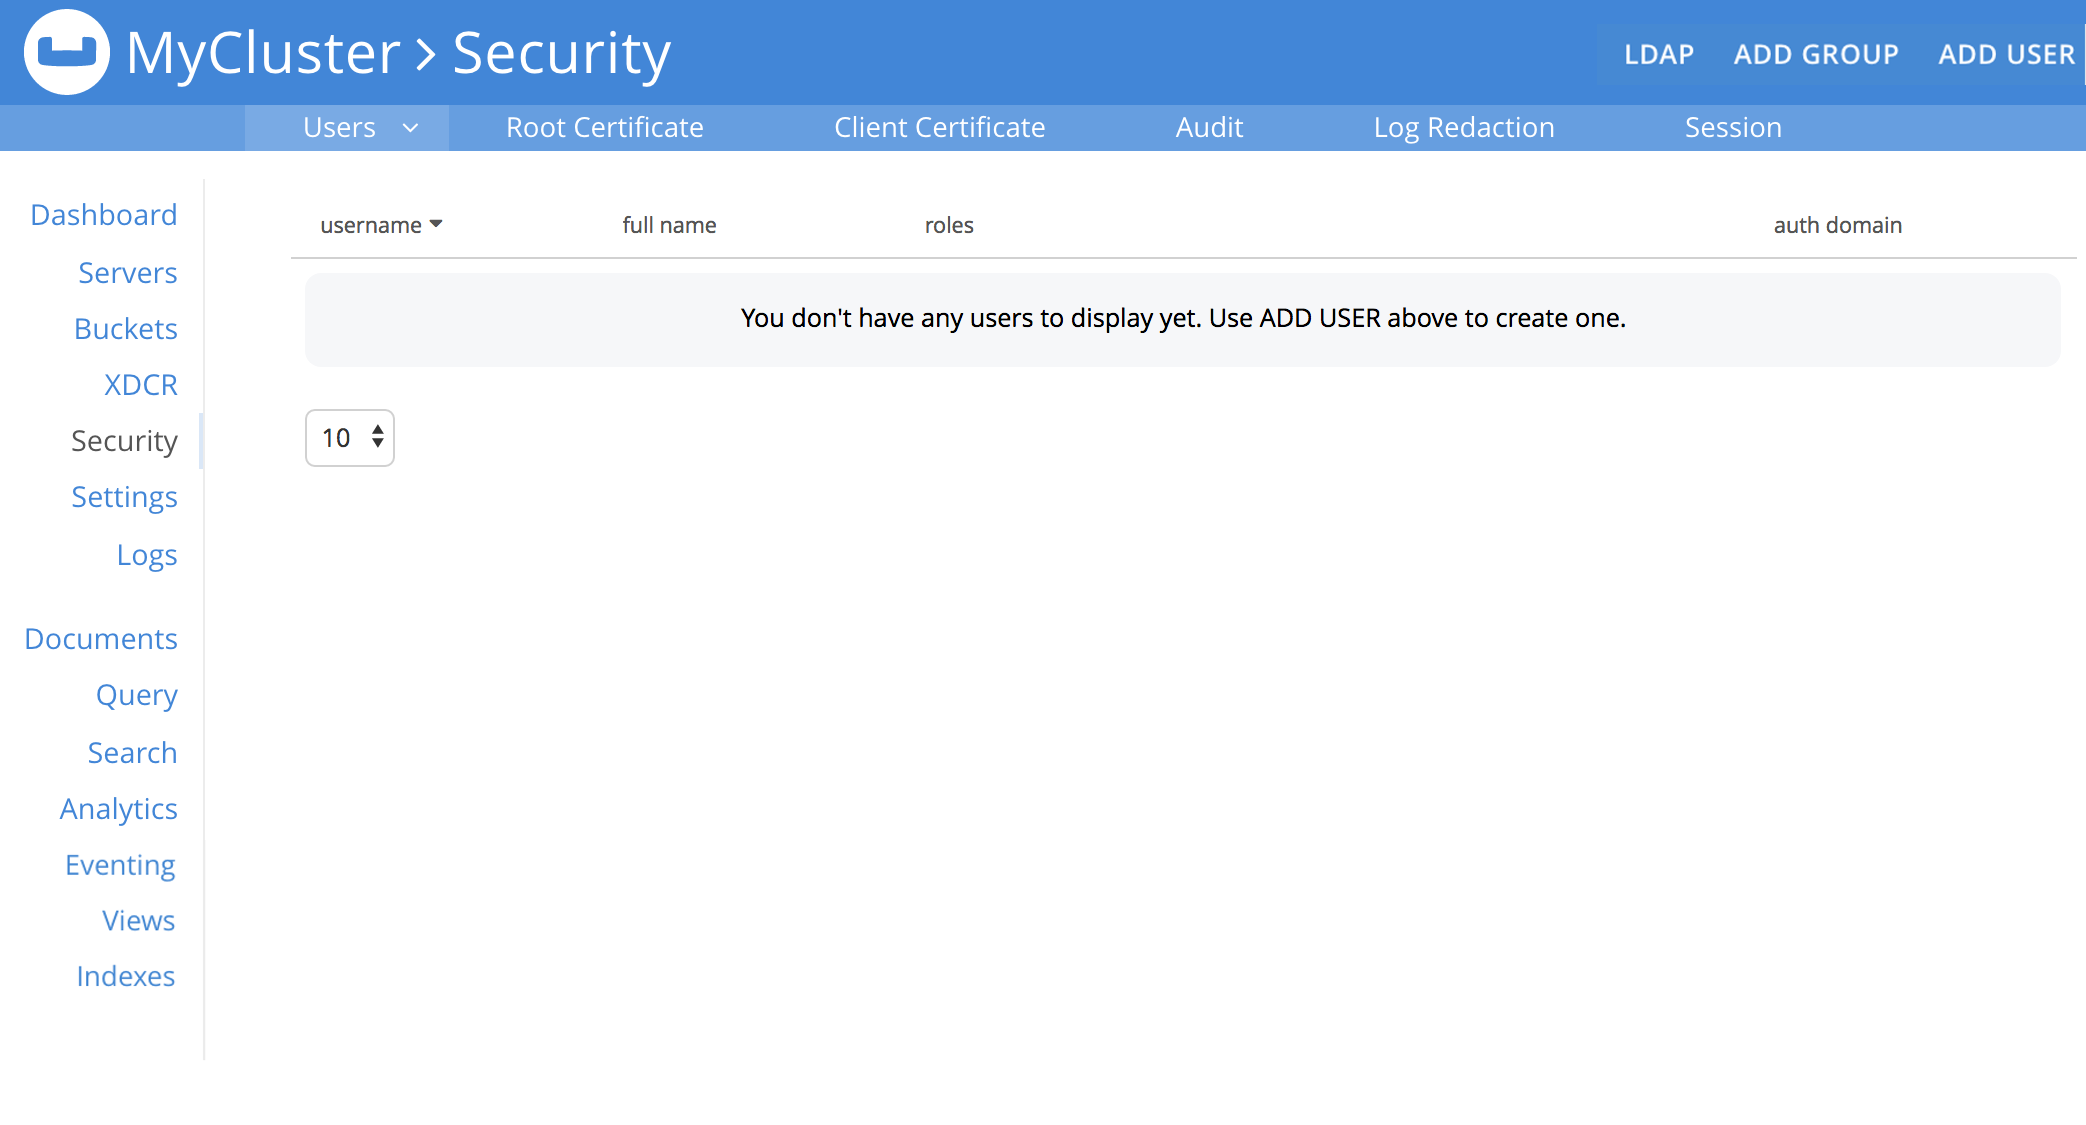 MyCluster > Security
LDAP ADD GROUP ADD USER
Users Root Certificate Client Certificate Audit Log Redaction Session
Dashboard
Servers
Buckets
XDCR
Security
Settings
Logs
Documents
Query
Search
Analytics
Eventing
Views
Indexes
username full name roles auth domain
You don't have any users to display yet. Use ADD USER above to create one.
10